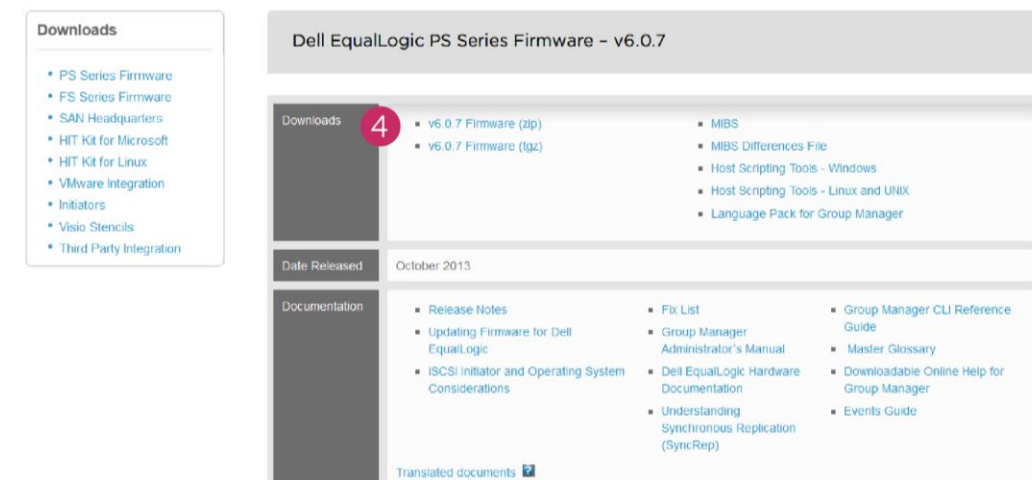 Downloads
PS Series Firmware
FS Series Firmware
SAN Headquarters
HIT Kit for Microsoft
HIT Kit for Linux
VMware Integration
Initiators
Visio Stencils
Third Party Integration
Dell EqualLogic PS Series Firmware – v6.0.7
Downloads
4
v6.0.7 Firmware (zip)
v6.0.7 Firmware (tgz)
MIBS
MIBS Differences File
Host Scripting Tools - Windows
Host Scripting Tools - Linux and UNIX
Language Pack for Group Manager
Date Released
October 2013
Documentation
Release Notes
Updating Firmware for Dell
EqualLogic
iSCSI Initiator and Operating System
Considerations
Fix List
Group Manager
Administrator's Manual
Dell EqualLogic Hardware
Documentation
Understanding
Synchronous Replication
(SyncRep)
Group Manager CLI Reference
Guide
Master Glossary
Downloadable Online Help for
Group Manager
Events Guide
Translated documents ?